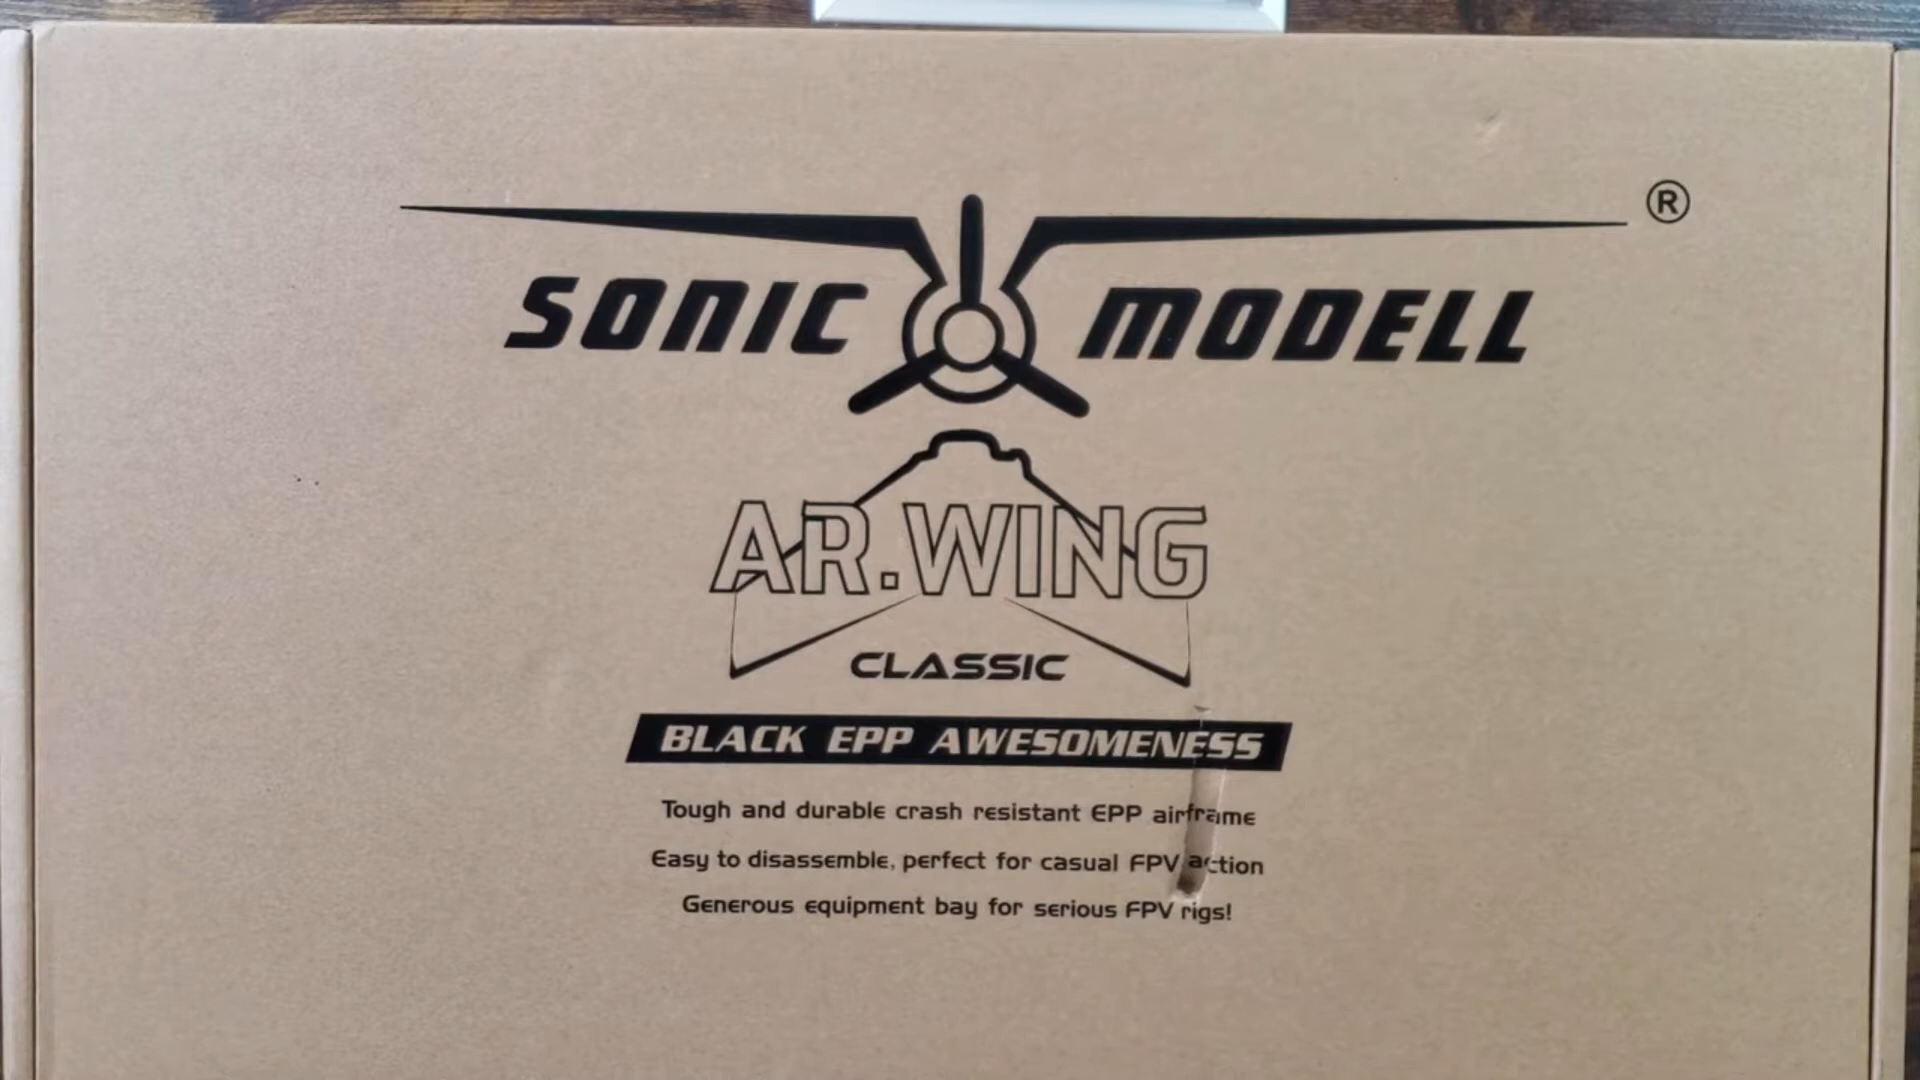 ®
SONIC MODELL
AR.WING
CLASSIC
BLACK EPP AWESOMENESS
Tough and durable crash resistant EPP airframe
Easy to disassemble, perfect for casual FPV action
Generous equipment bay for serious FPV rigs!